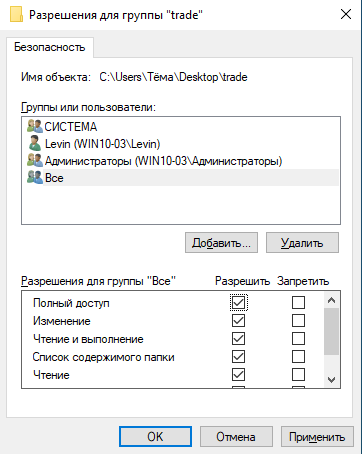 Разрешения для группы "trade"
Безопасность
Имя объекта: C:\Users\Тёма\Desktop\trade
Группы или пользователи:
СИСТЕМА
Levin (WIN10-03\Levin)
Администраторы (WIN10-03\Администраторы)
Все
Добавить... Удалить
Разрешения для группы "Все" Разрешить Запретить
Полный доступ
Изменение
Чтение и выполнение
Список содержимого папки
Чтение
OK Отмена Применить